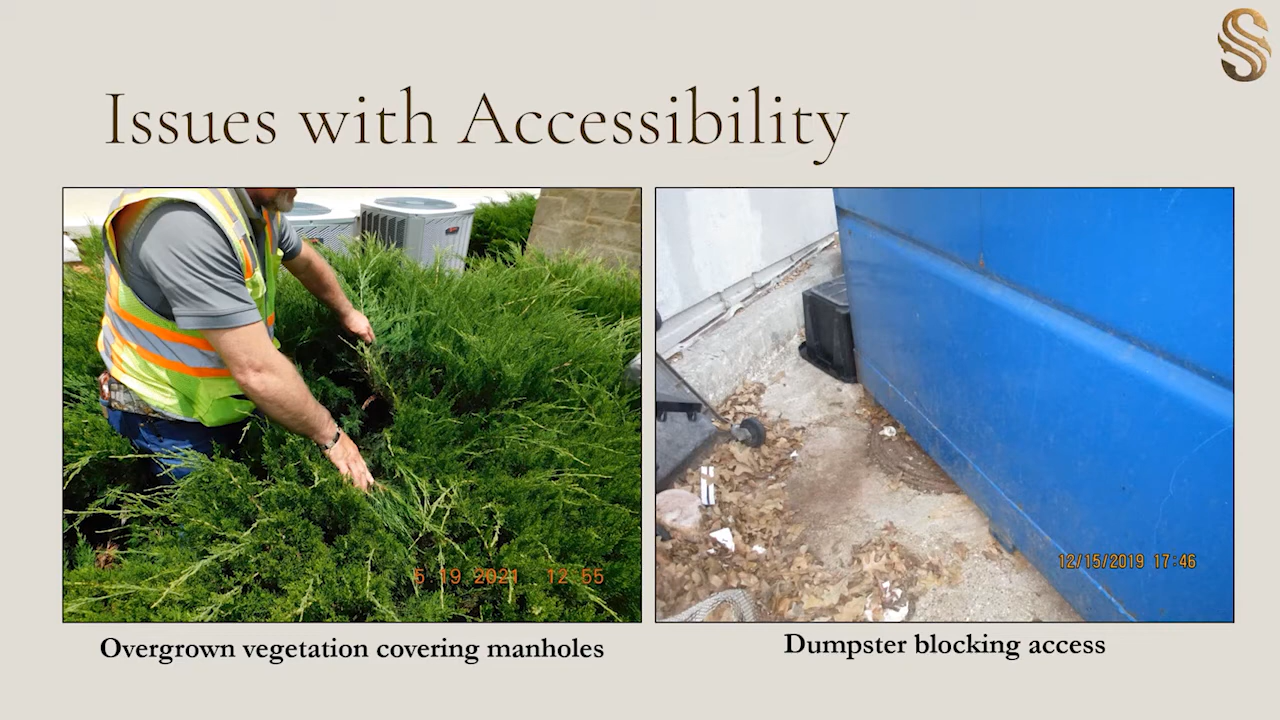 S
Issues with Accessibility
5 19 2021 12:55
12/15/2019 17:46
Overgrown vegetation covering manholes
Dumpster blocking access